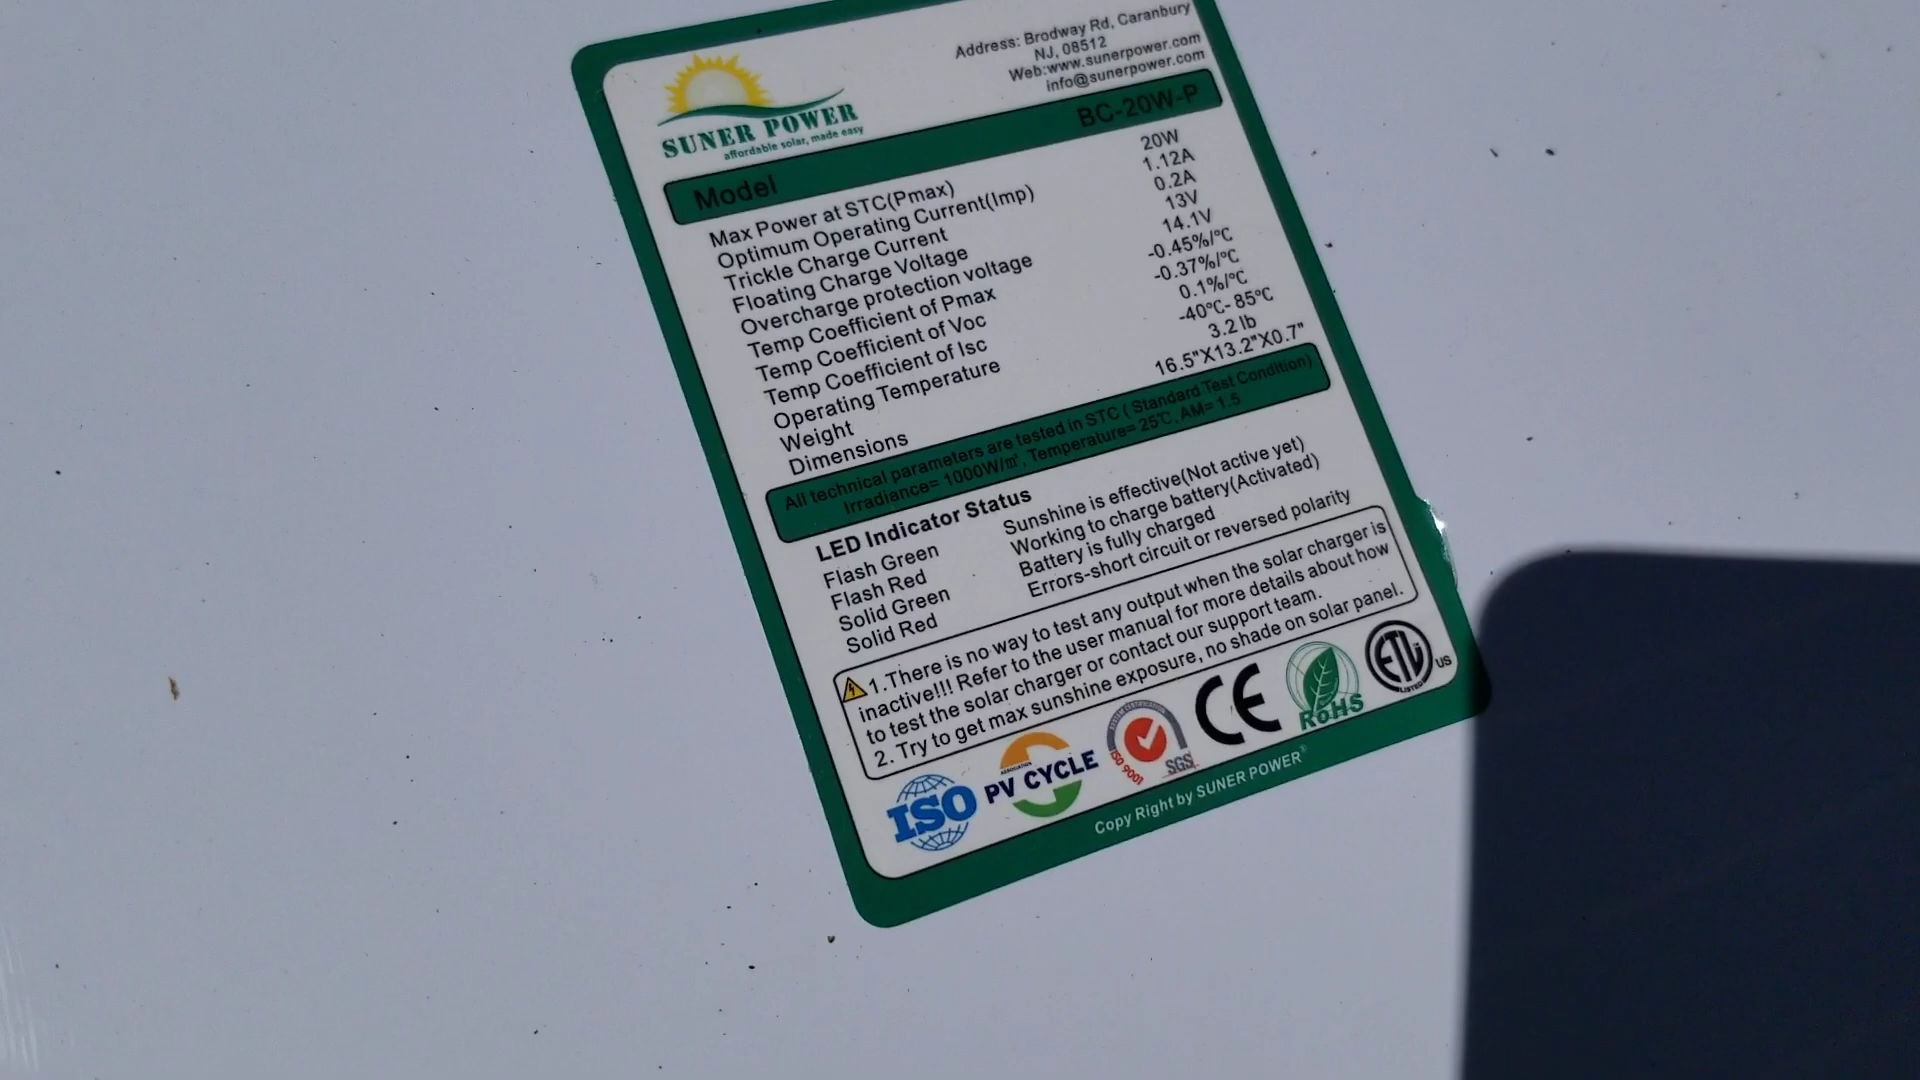 SUNER POWER
affordable solar, made easy
Address: Brodway Rd, Caranbury
NJ, 08512
Web:www.sunerpower.com
info@sunerpower.com
Model BC-20W-P
Max Power at STC(Pmax) 20W
Optimum Operating Current(Imp) 1.12A
Trickle Charge Current 0.2A
Floating Charge Voltage 13V
Overcharge protection voltage 14.1V
Temp Coefficient of Pmax -0.45%/°C
Temp Coefficient of Voc -0.37%/°C
Temp Coefficient of Isc 0.1%/°C
Operating Temperature -40°C- 85°C
Weight 3.2 lb
Dimensions 16.5"X13.2"X0.7"
All technical parameters are tested in STC ( Standard Test Condition)
Irradiance= 1000W/㎡, Temperature= 25℃, AM= 1.5
LED Indicator Status
Flash Green Sunshine is effective(Not active yet)
Flash Red Working to charge battery(Activated)
Solid Green Battery is fully charged
Solid Red Errors-short circuit or reversed polarity
1.There is no way to test any output when the solar charger is
inactive!!! Refer to the user manual for more details about how
to test the solar charger or contact our support team.
2. Try to get max sunshine exposure, no shade on solar panel.
ISO
ASSOCIATION
PV CYCLE
ISO 9001
SGS
CE
RoHS
ETL
LISTED
US
Copy Right by SUNER POWER®